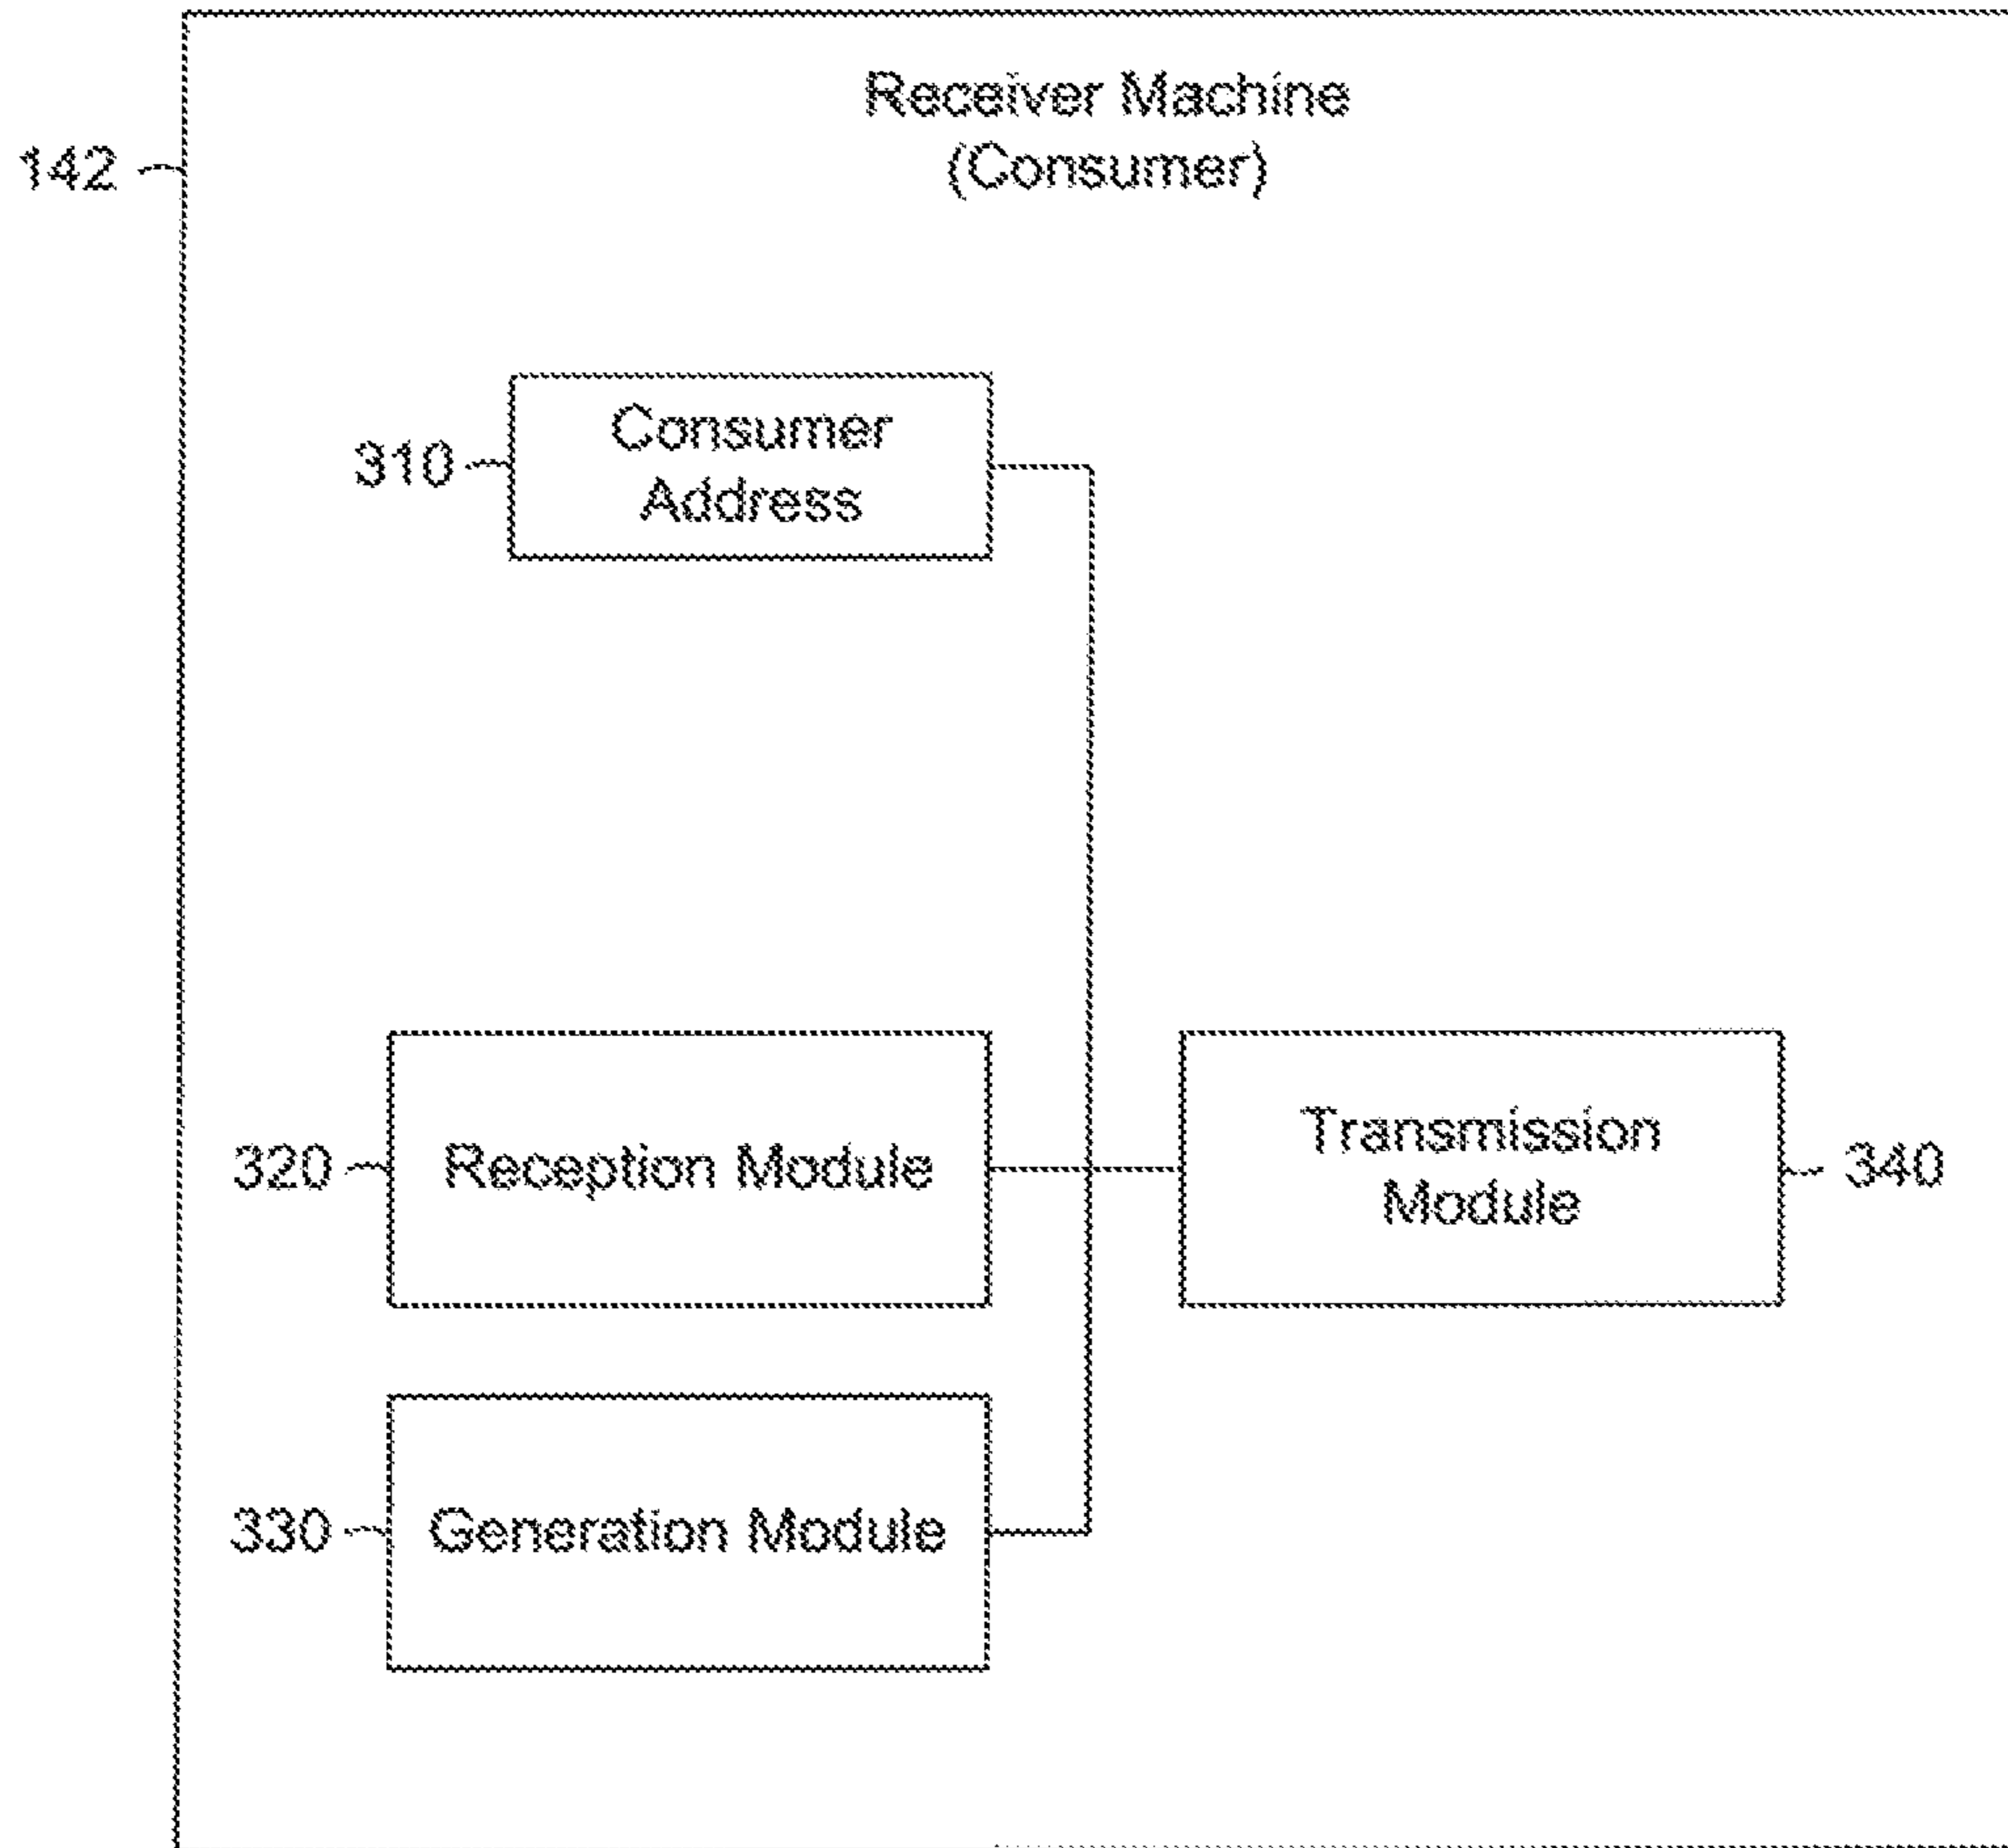 Receiver Machine
(Consumer)
142
Consumer
Address
310
320
Reception Module
Transmission
Module
340
330
Generation Module